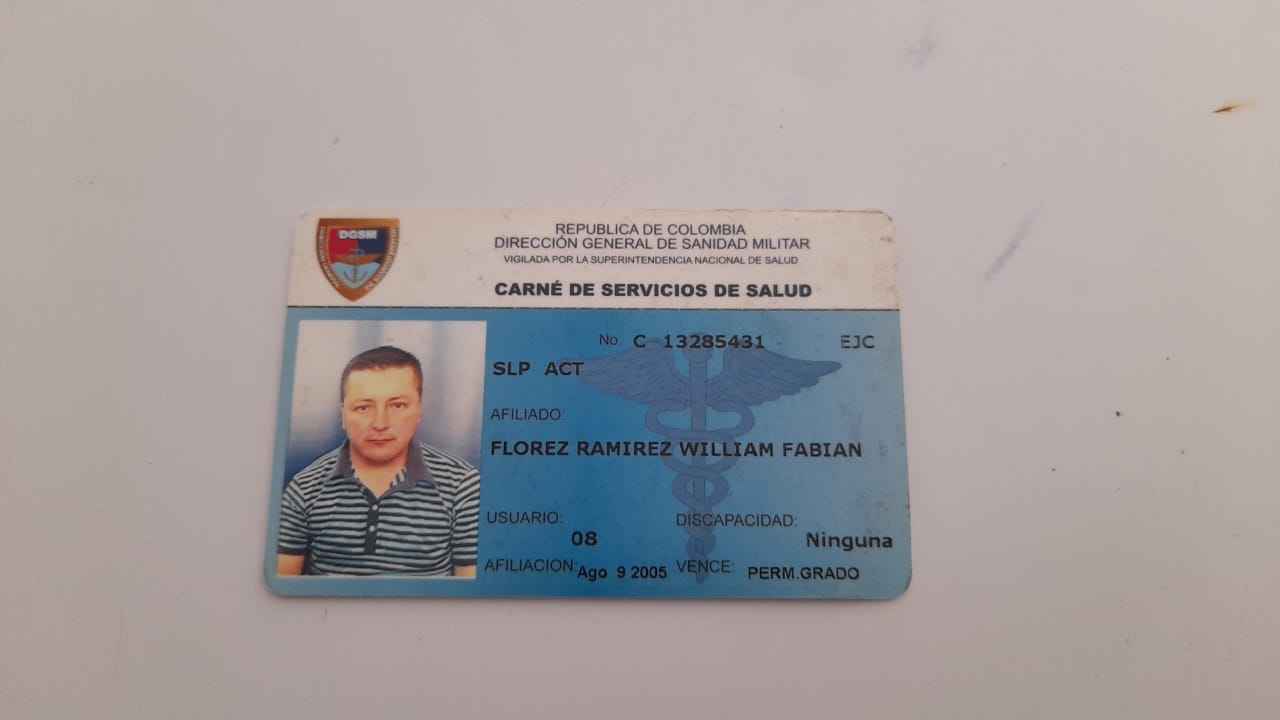 DGSM
REPUBLICA DE COLOMBIA
DIRECCIÓN GENERAL DE SANIDAD MILITAR
VIGILADA POR LA SUPERINTENDENCIA NACIONAL DE SALUD
CARNÉ DE SERVICIOS DE SALUD
No C 13285431 EJC
SLP ACT
AFILIADO:
FLOREZ RAMIREZ WILLIAM FABIAN
USUARIO: DISCAPACIDAD:
08 Ninguna
AFILIACION: Ago 9 2005 VENCE: PERM.GRADO